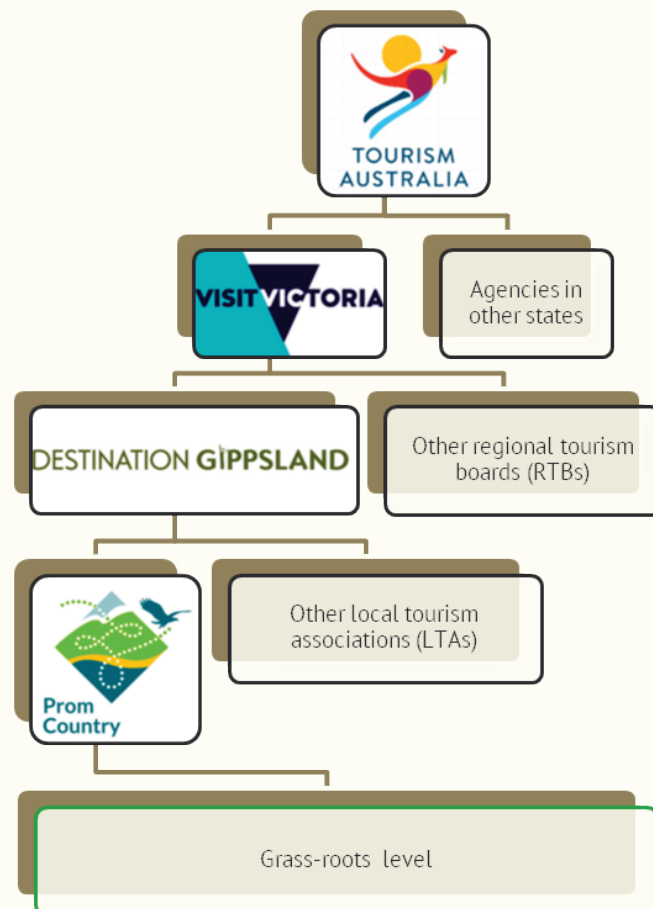 TOURISM
AUSTRALIA
VISIT VICTORIA
Agencies in
other states
DESTINATION GIPPSLAND
Other regional tourism
boards (RTBs)
Other local tourism
associations (LTAs)
Prom
Country
Grass-roots level